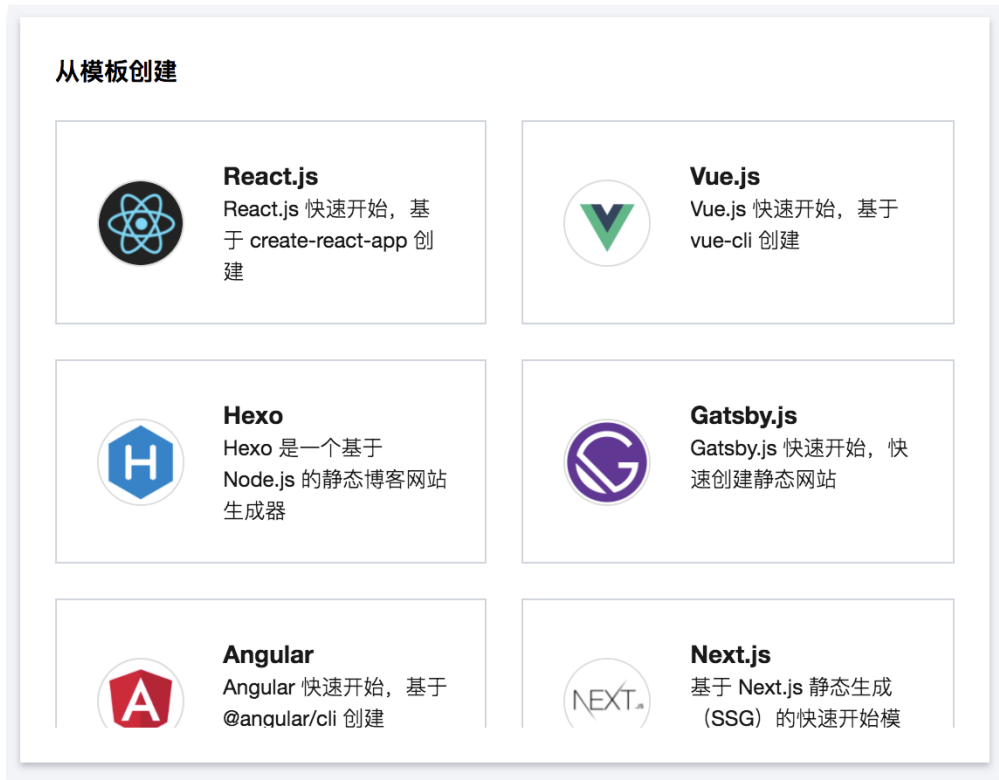 从模板创建
React.js
React.js 快速开始，基
于 create-react-app 创
建
Vue.js
Vue.js 快速开始，基于
vue-cli 创建
Hexo
Hexo 是一个基于
Node.js 的静态博客网站
生成器
Gatsby.js
Gatsby.js 快速开始，快
速创建静态网站
Angular
Angular 快速开始，基于
@angular/cli 创建
NEXT.js
Next.js
基于 Next.js 静态生成
（SSG）的快速开始模